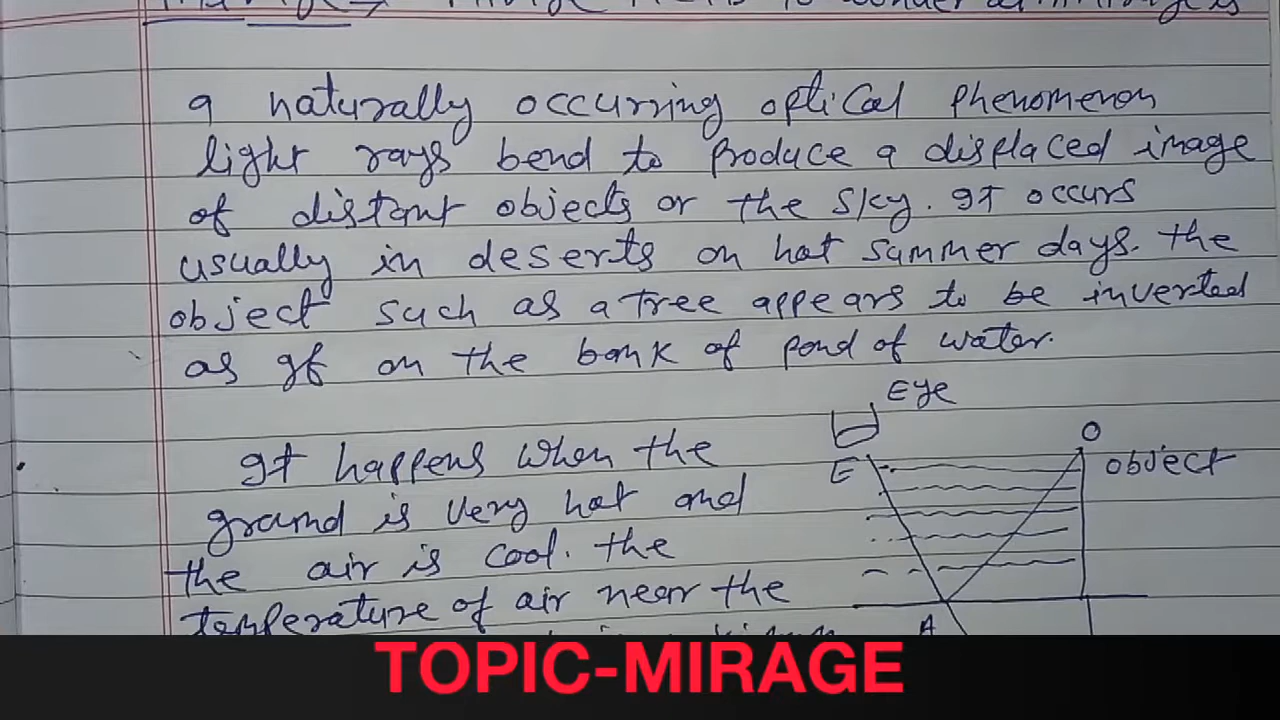 a naturally occurring optical phenomenon
light rays bend to produce a displaced image
of distant objects or the sky. It occurs
usually in deserts on hot summer days. the
object such as a tree appears to be inverted
as If on the bank of pond of water.
Eye
O
E
object
It happens when the
ground is very hot and
the air is cool. the
temperature of air near the
A
TOPIC-MIRAGE